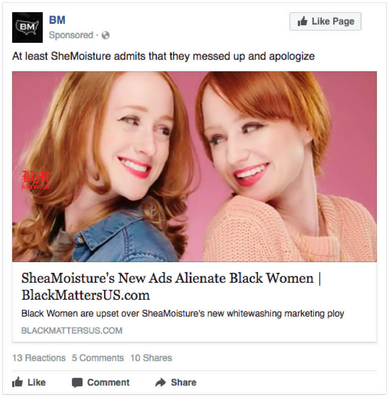 BM
BM
Like Page
Sponsored ·
At least SheMoisture admits that they messed up and apologize
BM
SheaMoisture's New Ads Alienate Black Women |
BlackMattersUS.com
Black Women are upset over SheaMoisture's new whitewashing marketing ploy
BLACKMATTERSUS.COM
13 Reactions 5 Comments 10 Shares
Like Comment Share